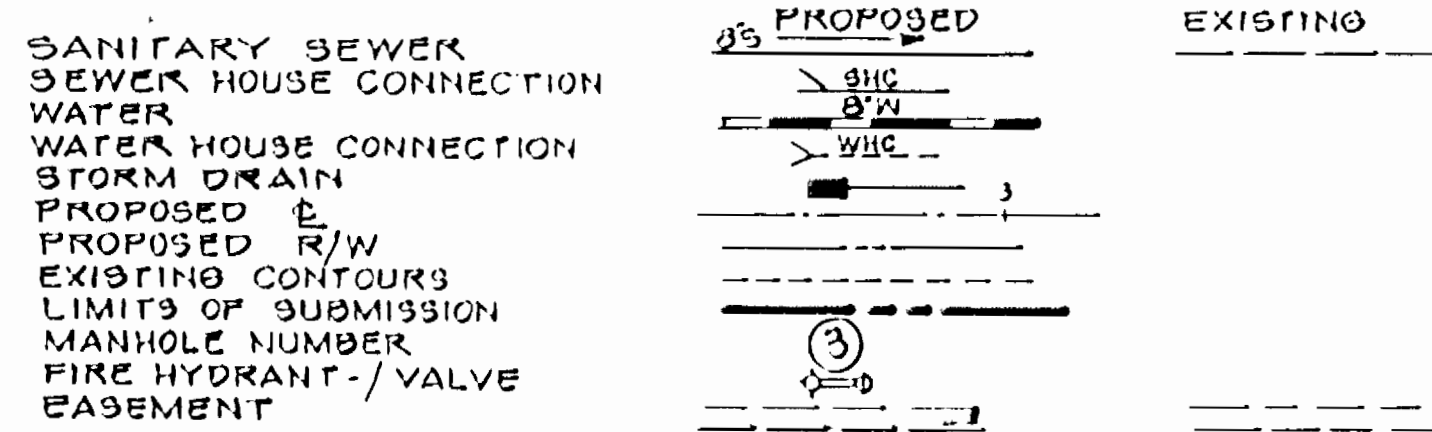 PROPOSED EXISTING
SANITARY SEWER 8"S
SEWER HOUSE CONNECTION SHC
WATER 8"W
WATER HOUSE CONNECTION WHC
STORM DRAIN
PROPOSED ℄ 3
PROPOSED R/W
EXISTING CONTOURS
LIMITS OF SUBMISSION
MANHOLE NUMBER 3
FIRE HYDRANT-/VALVE
EASEMENT